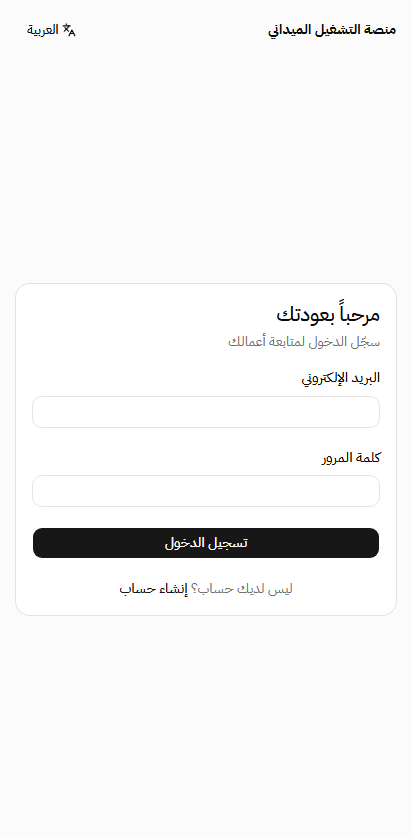 منصة التشغيل الميداني
العربية
مرحباً بعودتك
سجّل الدخول لمتابعة أعمالك
البريد الإلكتروني
كلمة المرور
تسجيل الدخول
ليس لديك حساب؟ إنشاء حساب